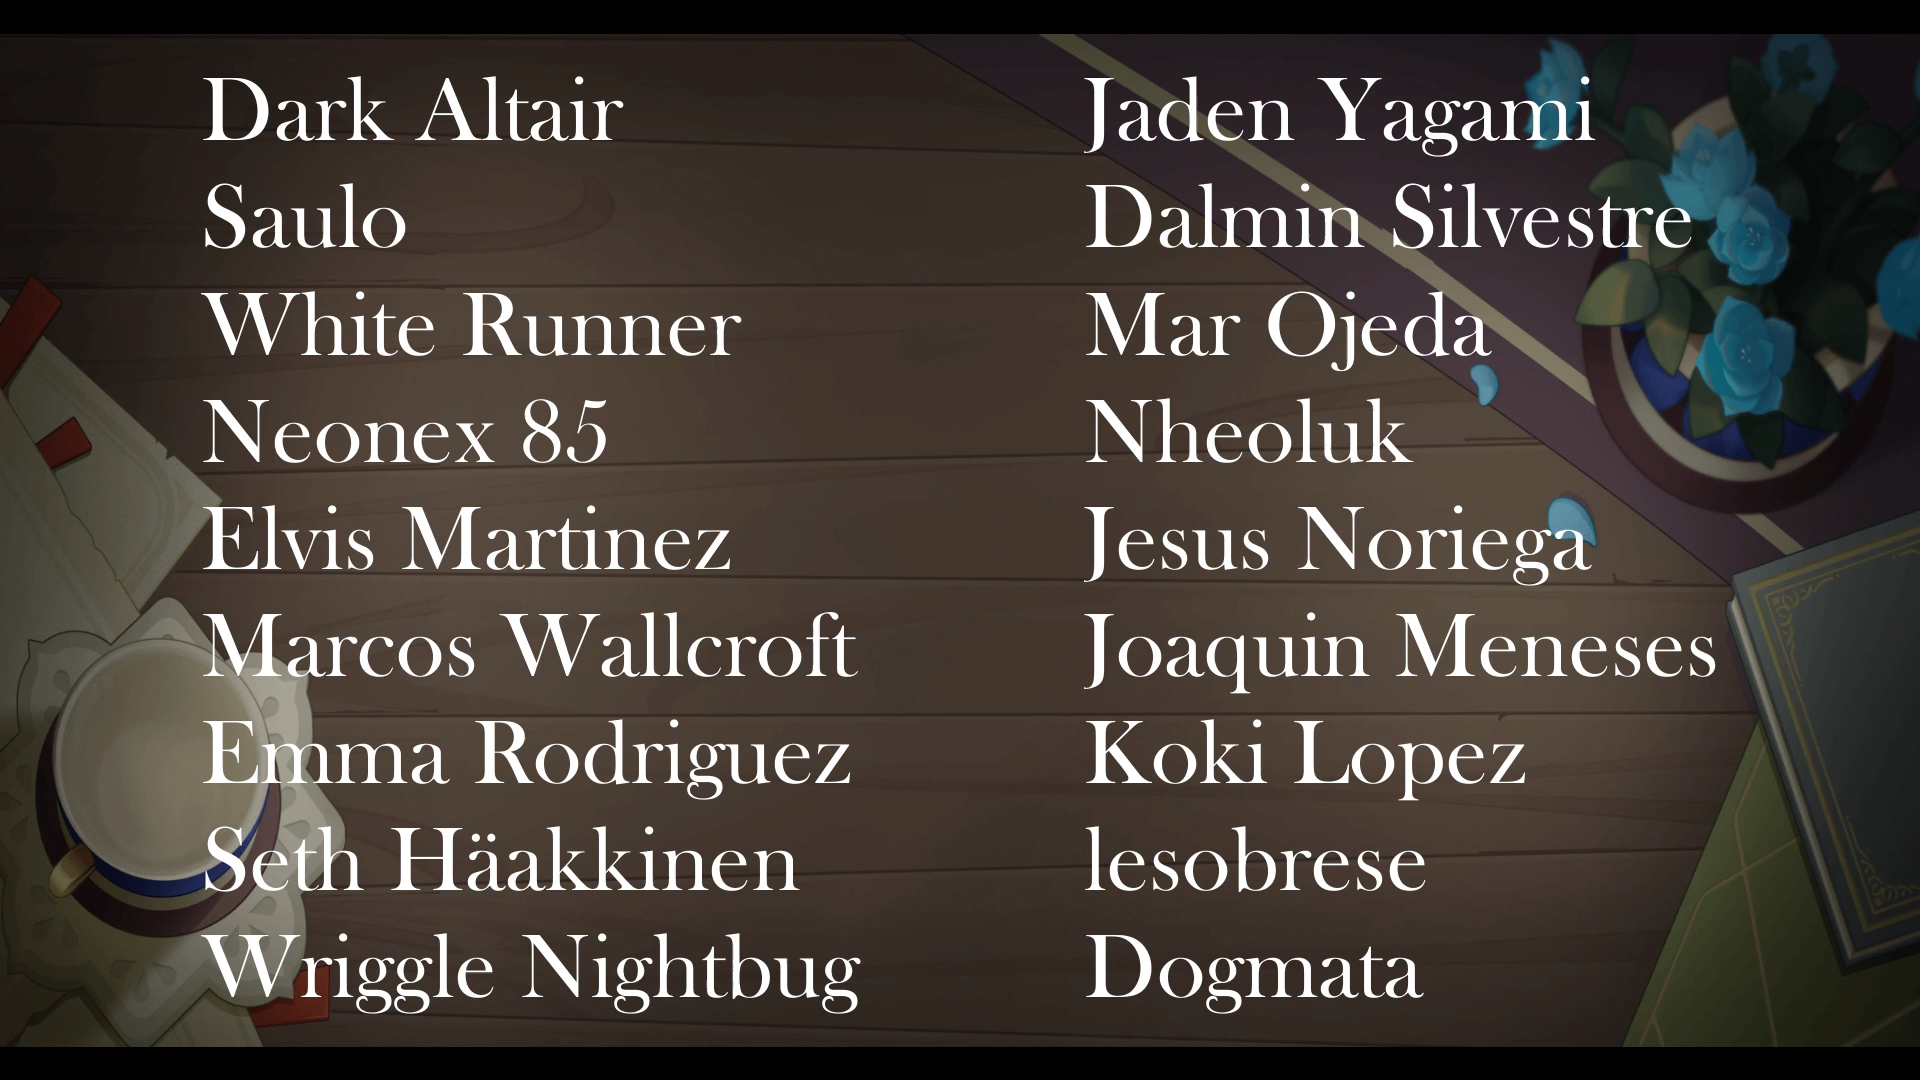 Dark Altair
Saulo
White Runner
Neonex 85
Elvis Martinez
Marcos Wallcroft
Emma Rodriguez
Seth Häakkinen
Wriggle Nightbug
Jaden Yagami
Dalmin Silvestre
Mar Ojeda
Nheoluk
Jesus Noriega
Joaquin Meneses
Koki Lopez
lesobrese
Dogmata